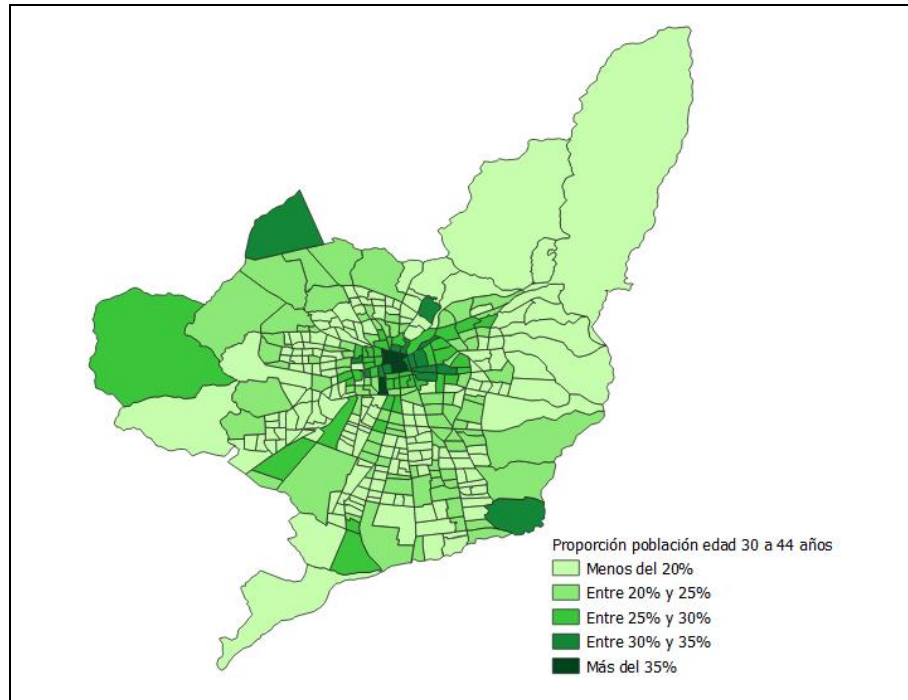 Proporción población edad 30 a 44 años
Menos del 20%
Entre 20% y 25%
Entre 25% y 30%
Entre 30% y 35%
Más del 35%